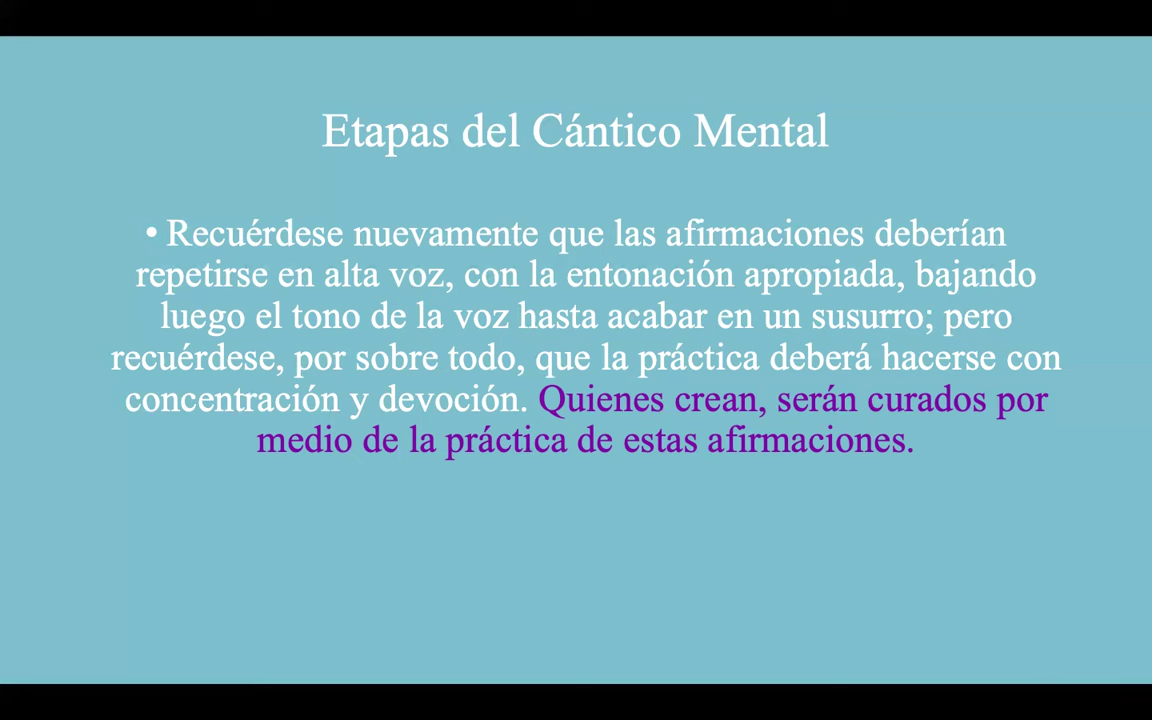 Etapas del Cántico Mental
• Recuérdese nuevamente que las afirmaciones deberían
repetirse en alta voz, con la entonación apropiada, bajando
luego el tono de la voz hasta acabar en un susurro; pero
recuérdese, por sobre todo, que la práctica deberá hacerse con
concentración y devoción. Quienes crean, serán curados por
medio de la práctica de estas afirmaciones.